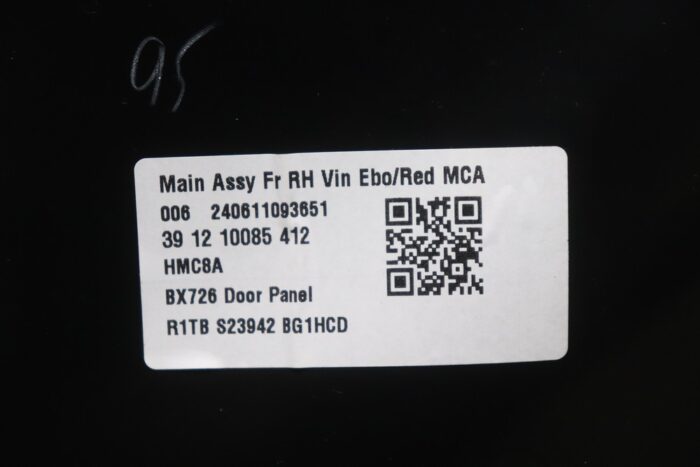 95
Main Assy Fr RH Vin Ebo/Red MCA
006 240611093651
39 12 10085 412
HMC8A
BX726 Door Panel
R1TB S23942 BG1HCD